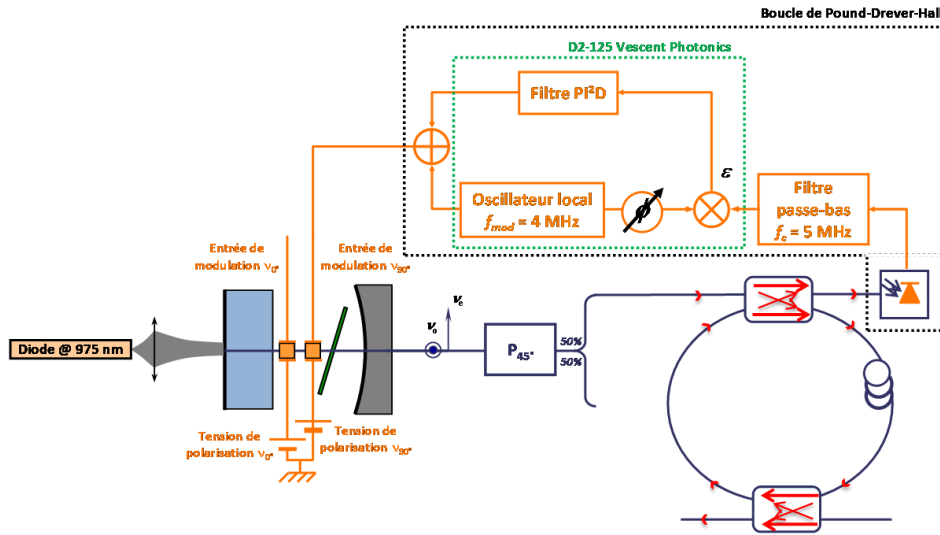 Boucle de Pound-Drever-Hall
D2-125 Vescent Photonics
Filtre PI²D
ε
Oscillateur local
f_mod = 4 MHz
ϕ
Filtre
passe-bas
f_c = 5 MHz
Entrée de
modulation ν0°
Entrée de
modulation ν90°
νe
νo
Diode @ 975 nm
P45°
50%
50%
Tension de
polarisation ν0°
Tension de
polarisation ν90°